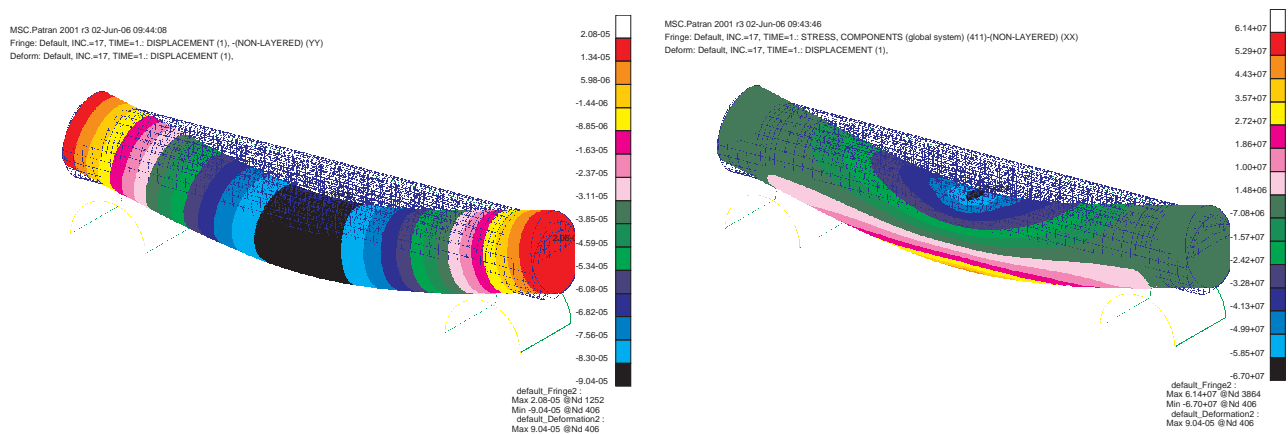 MSC.Patran 2001 r3 02-Jun-06 09:44:08
Fringe: Default, INC.=17, TIME=1.: DISPLACEMENT (1), -(NON-LAYERED) (YY)
Deform: Default, INC.=17, TIME=1.: DISPLACEMENT (1),
2.08-05
1.34-05
5.98-06
-1.44-06
-8.85-06
-1.63-05
-2.37-05
-3.11-05
-3.85-05
-4.59-05
-5.34-05
-6.08-05
-6.82-05
-7.56-05
-8.30-05
-9.04-05
default_Fringe2 :
Max 2.08-05 @Nd 1252
Min -9.04-05 @Nd 406
default_Deformation2 :
Max 9.04-05 @Nd 406
MSC.Patran 2001 r3 02-Jun-06 09:43:46
Fringe: Default, INC.=17, TIME=1.: STRESS, COMPONENTS (global system) (411)-(NON-LAYERED) (XX)
Deform: Default, INC.=17, TIME=1.: DISPLACEMENT (1),
6.14+07
5.29+07
4.43+07
3.57+07
2.72+07
1.86+07
1.00+07
1.48+06
-7.08+06
-1.57+07
-2.42+07
-3.28+07
-4.13+07
-4.99+07
-5.85+07
-6.70+07
default_Fringe2 :
Max 6.14+07 @Nd 3864
Min -6.70+07 @Nd 406
default_Deformation2 :
Max 9.04-05 @Nd 406